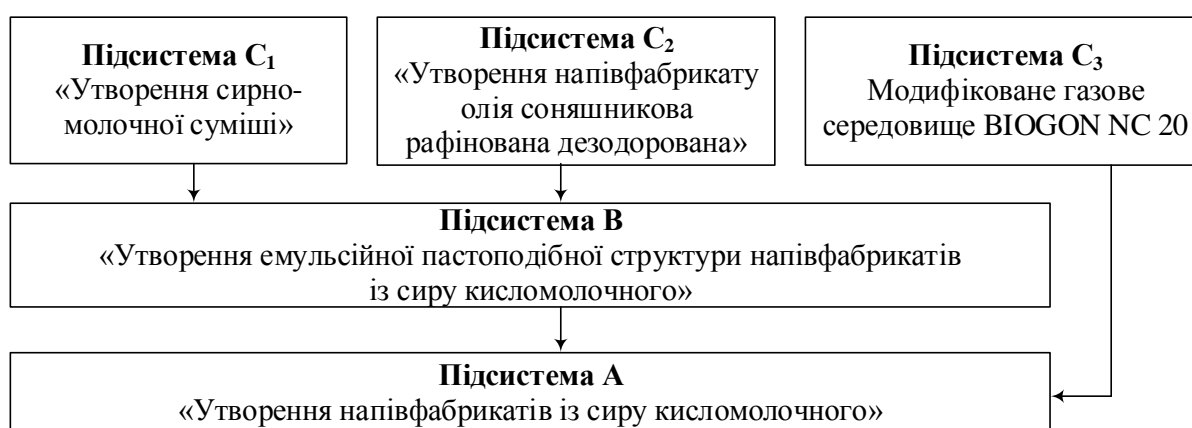 Підсистема С₁
«Утворення сирно-
молочної суміші»
Підсистема С₂
«Утворення напівфабрикату
олія соняшникова
рафінована дезодорована»
Підсистема С₃
Модифіковане газове
середовище BIOGON NC 20
Підсистема В
«Утворення емульсійної пастоподібної структури напівфабрикатів
із сиру кисломолочного»
Підсистема А
«Утворення напівфабрикатів із сиру кисломолочного»